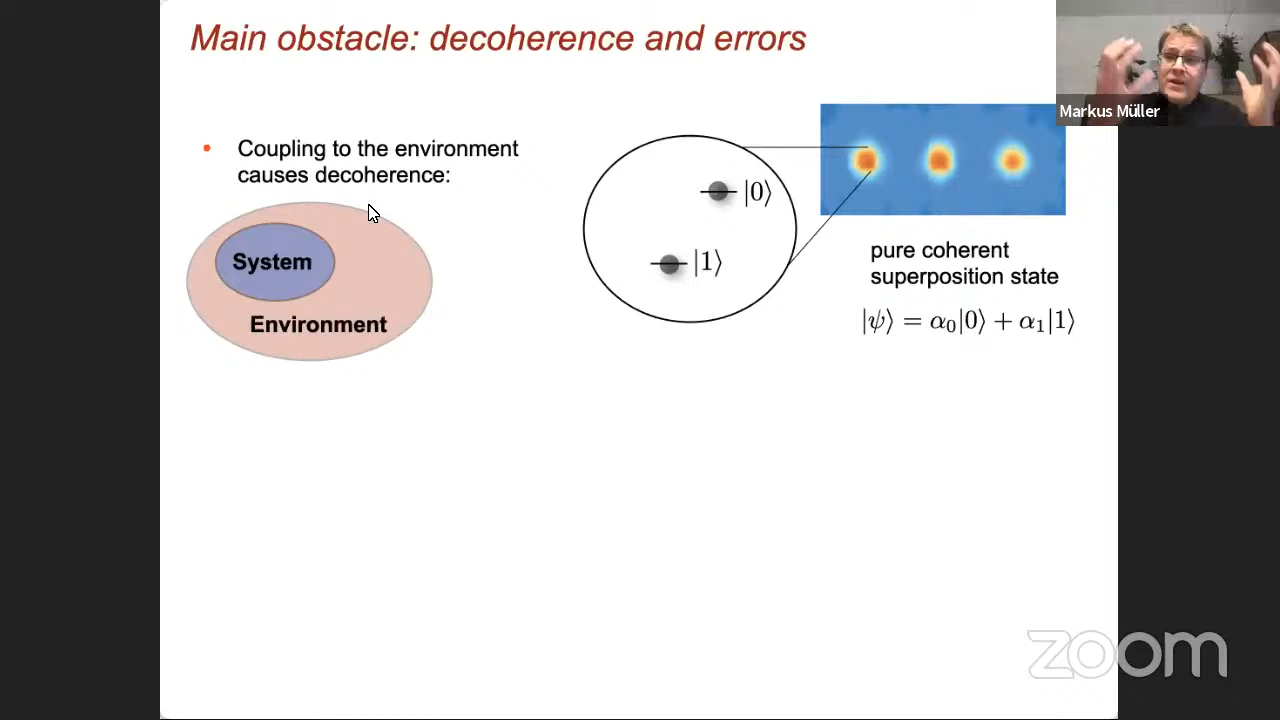 Main obstacle: decoherence and errors
Markus Müller
• Coupling to the environment
causes decoherence:
System
Environment
|0⟩
|1⟩
pure coherent
superposition state
|ψ⟩ = α₀|0⟩ + α₁|1⟩
zoom